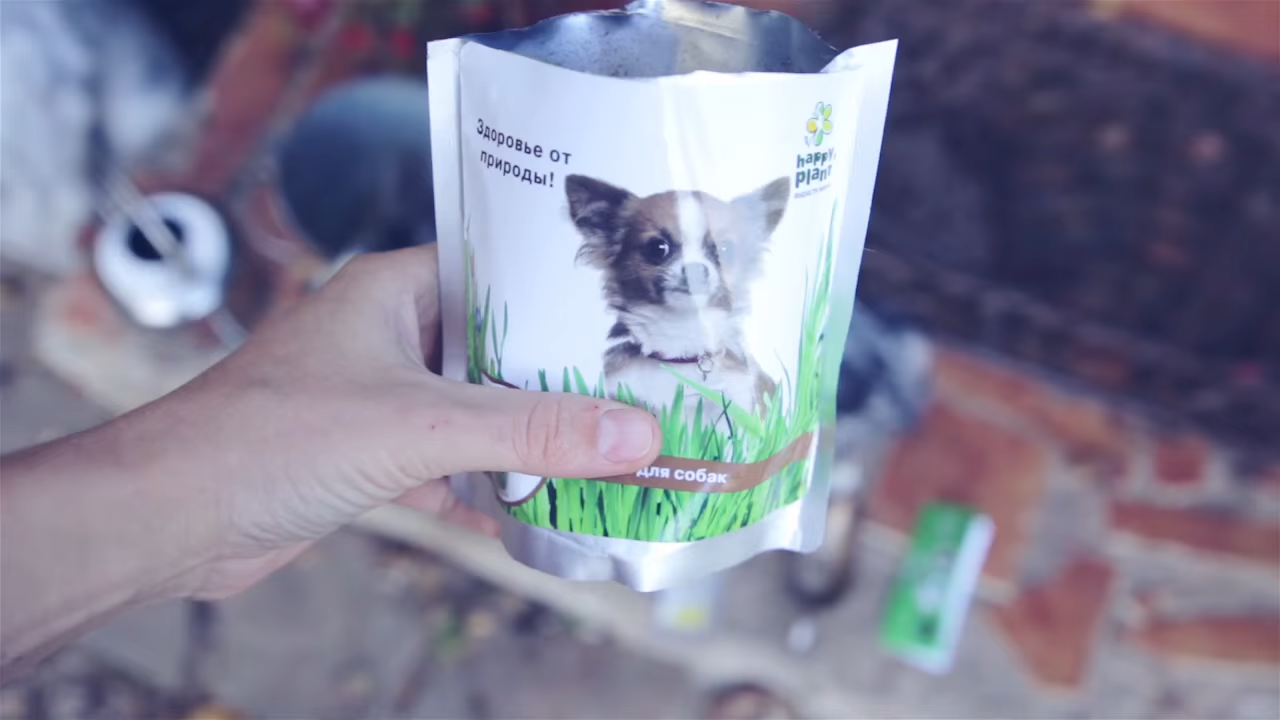 Здоровье от
природы!
happy
plant
для собак